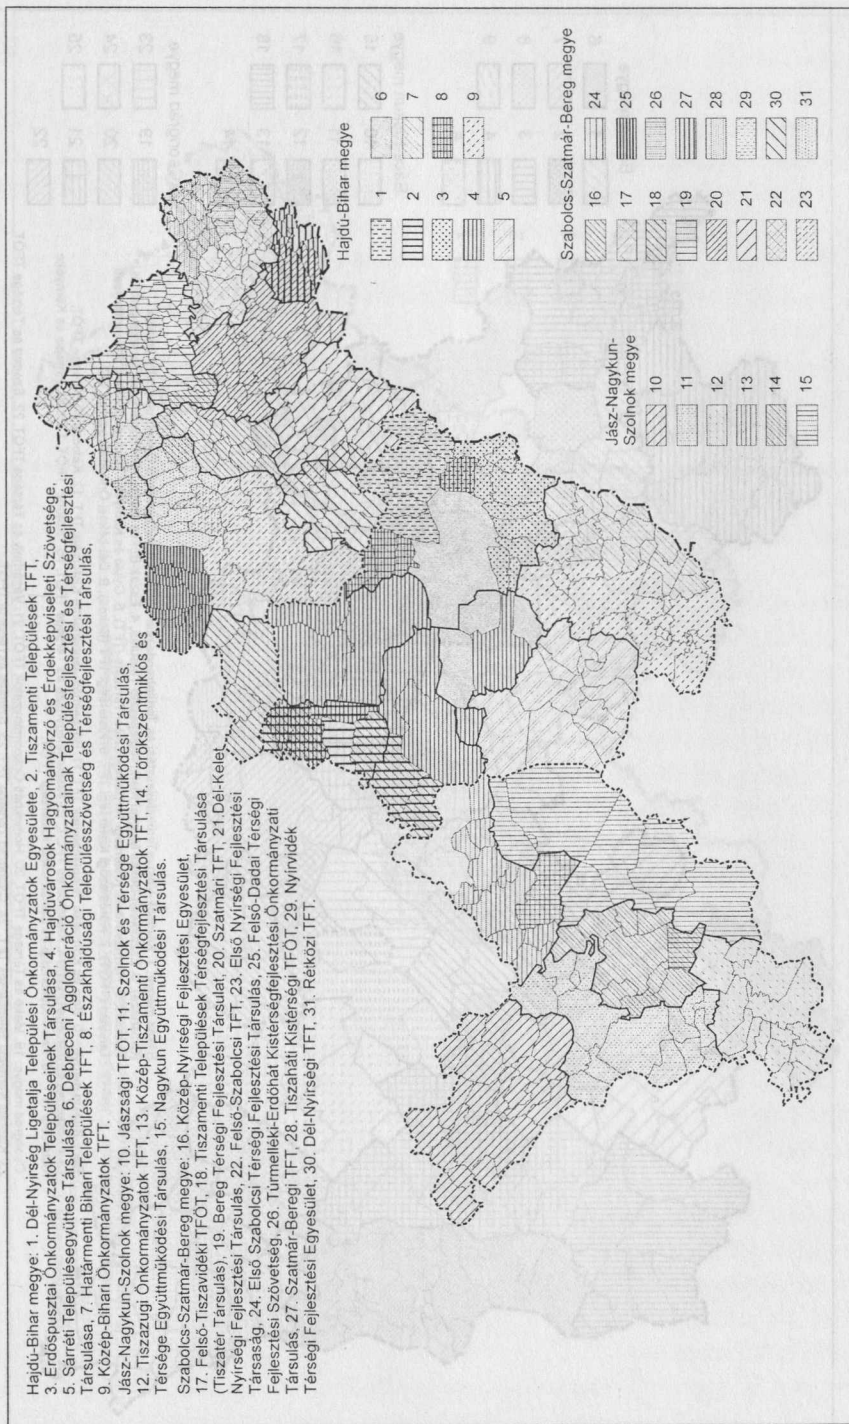 Hajdú-Bihar megye: 1. Dél-Nyírség Ligetalja Települési Önkormányzatok Egyesülete, 2. Tiszamenti Települések TFT,
3. Erdőspusztai Önkormányzatok Településeinek Társulása, 4. Hajdúvárosok Hagyományőrző és Érdekképviseleti Szövetsége,
5. Sárréti Településegyüttes Társulása, 6. Debreceni Agglomeráció Önkormányzatainak Településfejlesztési és Térségfejlesztési
Társulása, 7. Határmenti Bihari Települések TFT, 8. Északhajdúsági Településszövetség és Térségfejlesztési Társulás,
9. Közép-Bihari Önkormányzatok TFT.
Jász-Nagykun-Szolnok megye: 10. Jászsági TFÖT, 11. Szolnok és Térsége Együttműködési Társulás,
12. Tiszazugi Önkormányzatok TFT, 13. Közép-Tiszamenti Önkormányzatok TFT, 14. Törökszentmiklós és
Térsége Együttműködési Társulás, 15. Nagykun Együttműködési Társulás.
Szabolcs-Szatmár-Bereg megye: 16. Közép-Nyírségi Fejlesztési Egyesület,
17. Felső-Tiszavidéki TFÖT, 18. Tiszamenti Települések Térségfejlesztési Társulása
(Tiszatér Társulás), 19. Bereg Térségi Fejlesztési Társulat, 20. Szatmári TFT, 21.Dél-Kelet
Nyírségi Fejlesztési Társulás, 22. Felső-Szabolcsi TFT, 23. Első Nyírségi Fejlesztési
Társaság, 24. Első Szabolcsi Térségi Fejlesztési Társulás, 25. Felső-Dadai Térségi
Fejlesztési Szövetség, 26. Türmelléki-Erdőhát Kistérségfejlesztési Önkormányzati
Társulás, 27. Szatmár-Beregi TFT, 28. Tiszaháti Kistérségi TFÖT, 29. Nyírvidék
Térségi Fejlesztési Egyesület, 30. Dél-Nyírségi TFT, 31. Rétközi TFT.
Hajdú-Bihar megye
1 6
2 7
3 8
4 9
5
Jász-Nagykun-
Szolnok megye
10
11
12
13
14
15
Szabolcs-Szatmár-Bereg megye
16 24
17 25
18 26
19 27
20 28
21 29
22 30
23 31